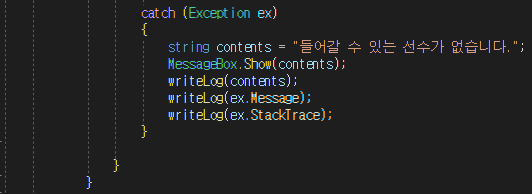 catch (Exception ex)
{
string contents = "들어갈 수 있는 선수가 없습니다.";
MessageBox.Show(contents);
writeLog(contents);
writeLog(ex.Message);
writeLog(ex.StackTrace);
}
}
}